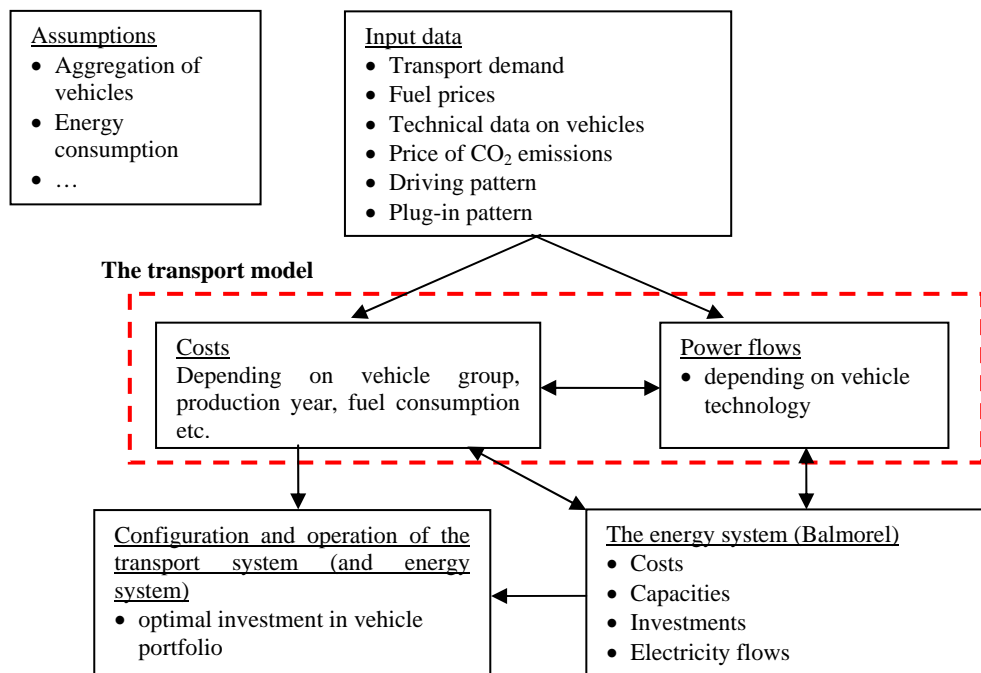 Assumptions
• Aggregation of
vehicles
• Energy
consumption
• …
Input data
• Transport demand
• Fuel prices
• Technical data on vehicles
• Price of CO₂ emissions
• Driving pattern
• Plug-in pattern
The transport model
Costs
Depending on vehicle group,
production year, fuel consumption
etc.
Power flows
• depending on vehicle
technology
Configuration and operation of the
transport system (and energy
system)
• optimal investment in vehicle
portfolio
The energy system (Balmorel)
• Costs
• Capacities
• Investments
• Electricity flows